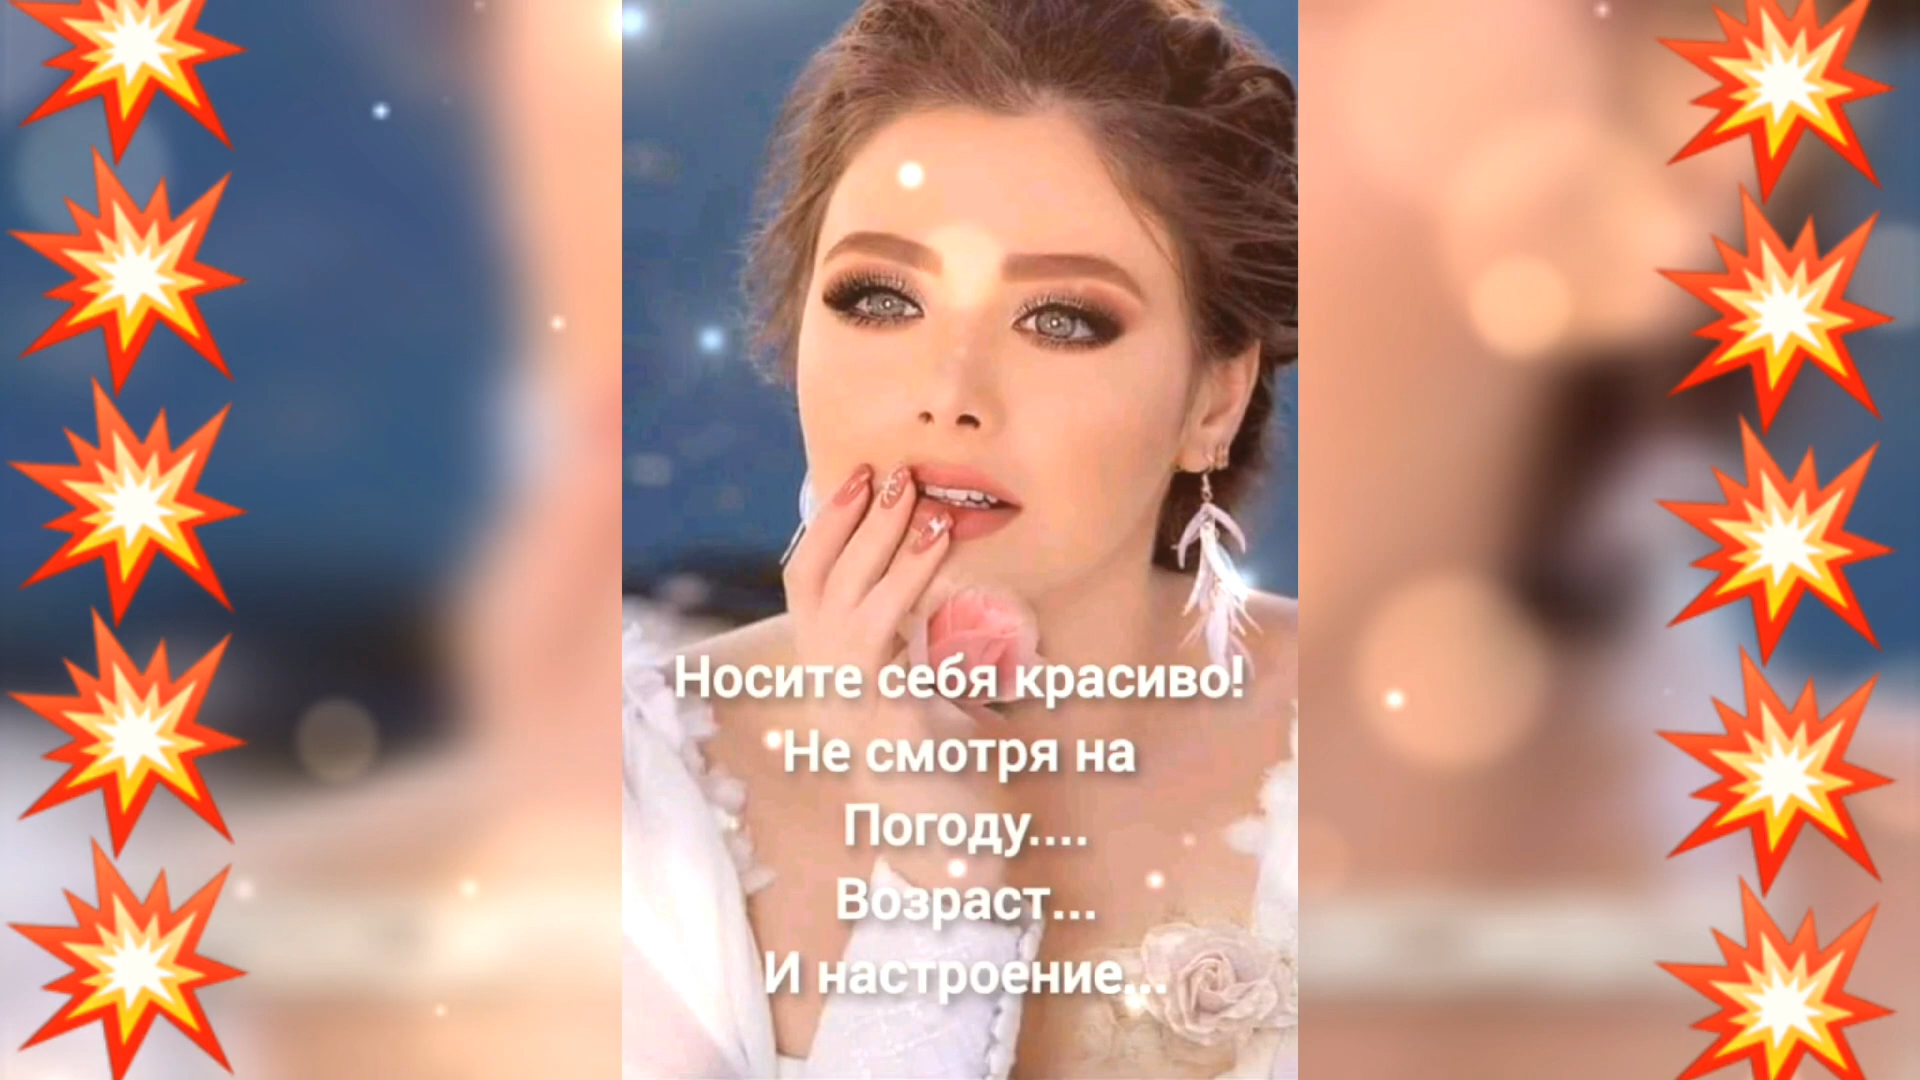 Носите себя красиво!
Не смотря на
Погоду....
Возраст...
И настроение...